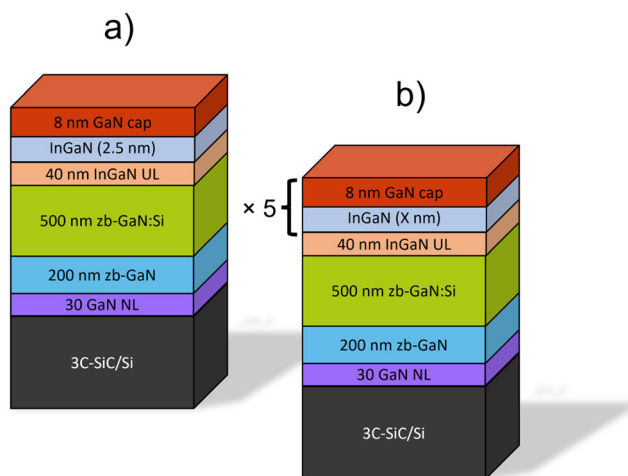 a)
8 nm GaN cap
InGaN (2.5 nm)
40 nm InGaN UL
500 nm zb-GaN:Si
200 nm zb-GaN
30 GaN NL
3C-SiC/Si
b)
× 5
8 nm GaN cap
InGaN (X nm)
40 nm InGaN UL
500 nm zb-GaN:Si
200 nm zb-GaN
30 GaN NL
3C-SiC/Si